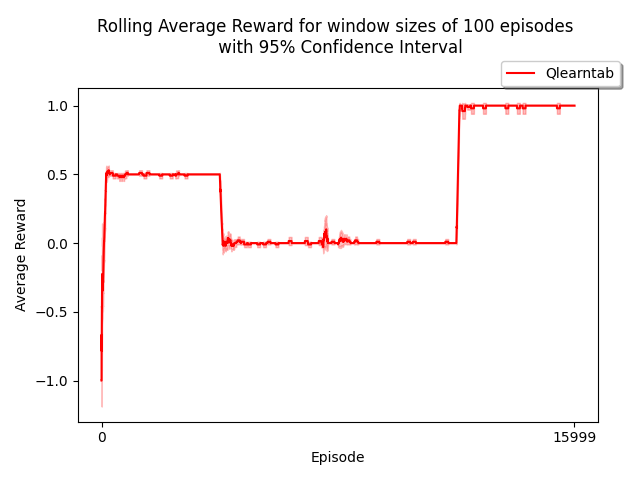 Rolling Average Reward for window sizes of 100 episodes
with 95% Confidence Interval
Qlearntab
1.0
0.5
0.0
−0.5
−1.0
Average Reward
0
15999
Episode